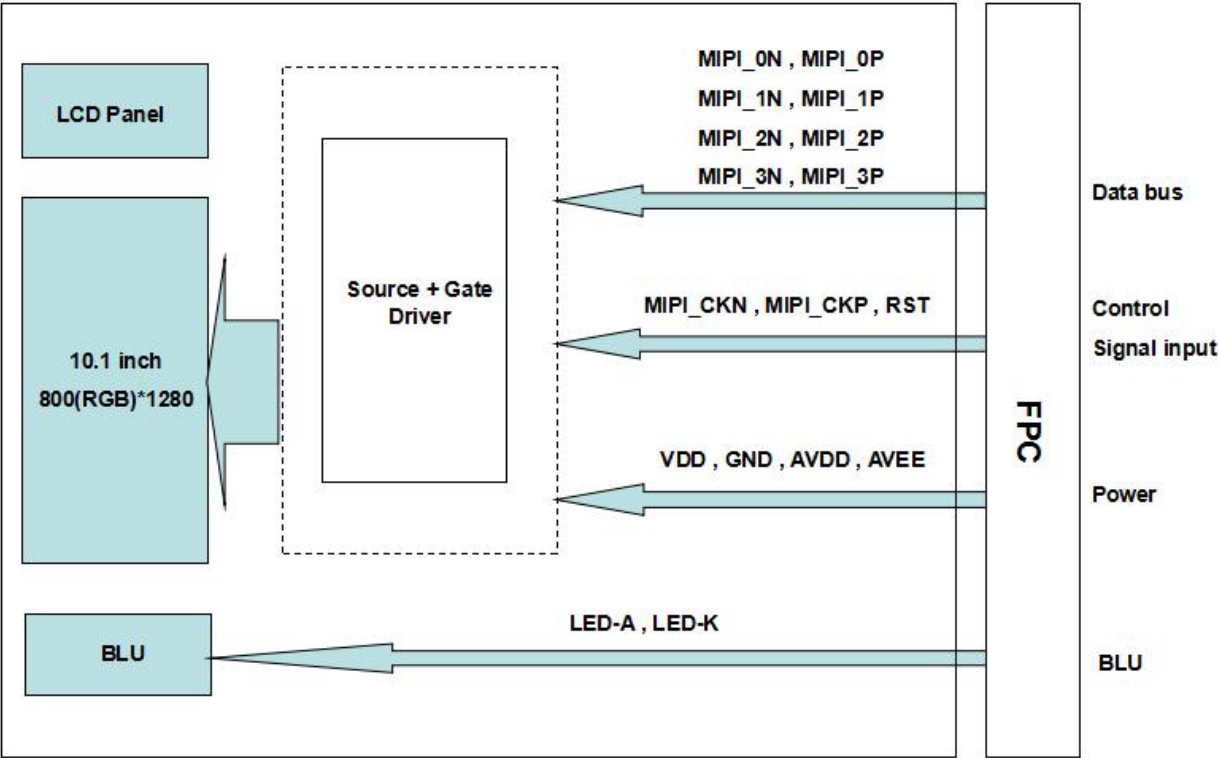 MIPI_0N , MIPI_0P
MIPI_1N , MIPI_1P
MIPI_2N , MIPI_2P
MIPI_3N , MIPI_3P
Data bus
LCD Panel
Source + Gate
Driver
MIPI_CKN , MIPI_CKP , RST
Control
Signal input
10.1 inch
800(RGB)*1280
FPC
VDD , GND , AVDD , AVEE
Power
LED-A , LED-K
BLU
BLU